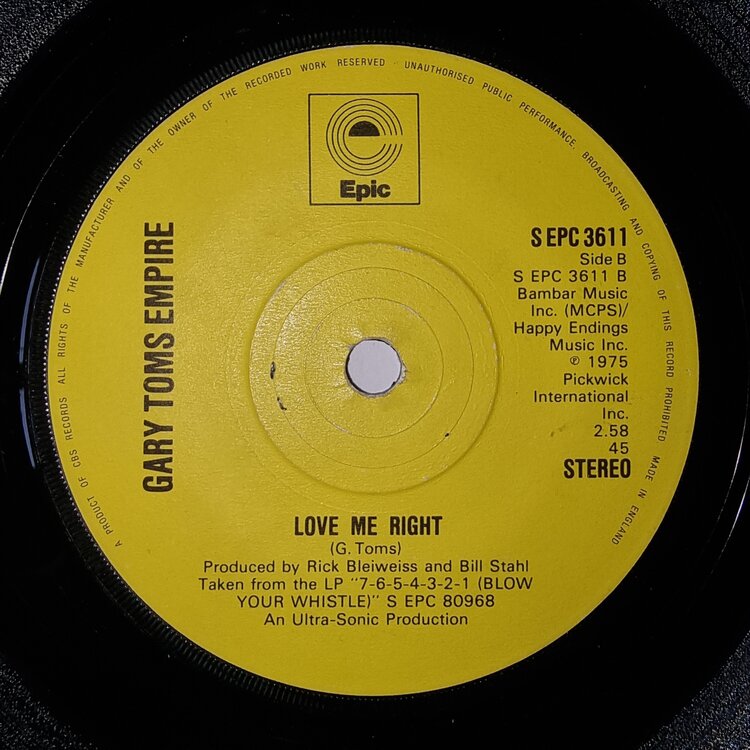 A PRODUCT OF CBS RECORDS ALL RIGHTS OF THE MANUFACTURER AND OF THE OWNER OF THE RECORDED WORK RESERVED · UNAUTHORISED PUBLIC PERFORMANCE, BROADCASTING AND COPYING OF THIS RECORD PROHIBITED MADE IN ENGLAND
Epic
GARY TOMS EMPIRE
S EPC 3611
Side B
S EPC 3611 B
Bambar Music
Inc. (MCPS)/
Happy Endings
Music Inc.
℗ 1975
Pickwick
International
Inc.
2.58
45
STEREO
LOVE ME RIGHT
(G. Toms)
Produced by Rick Bleiweiss and Bill Stahl
Taken from the LP "7-6-5-4-3-2-1 (BLOW
YOUR WHISTLE)" S EPC 80968
An Ultra-Sonic Production